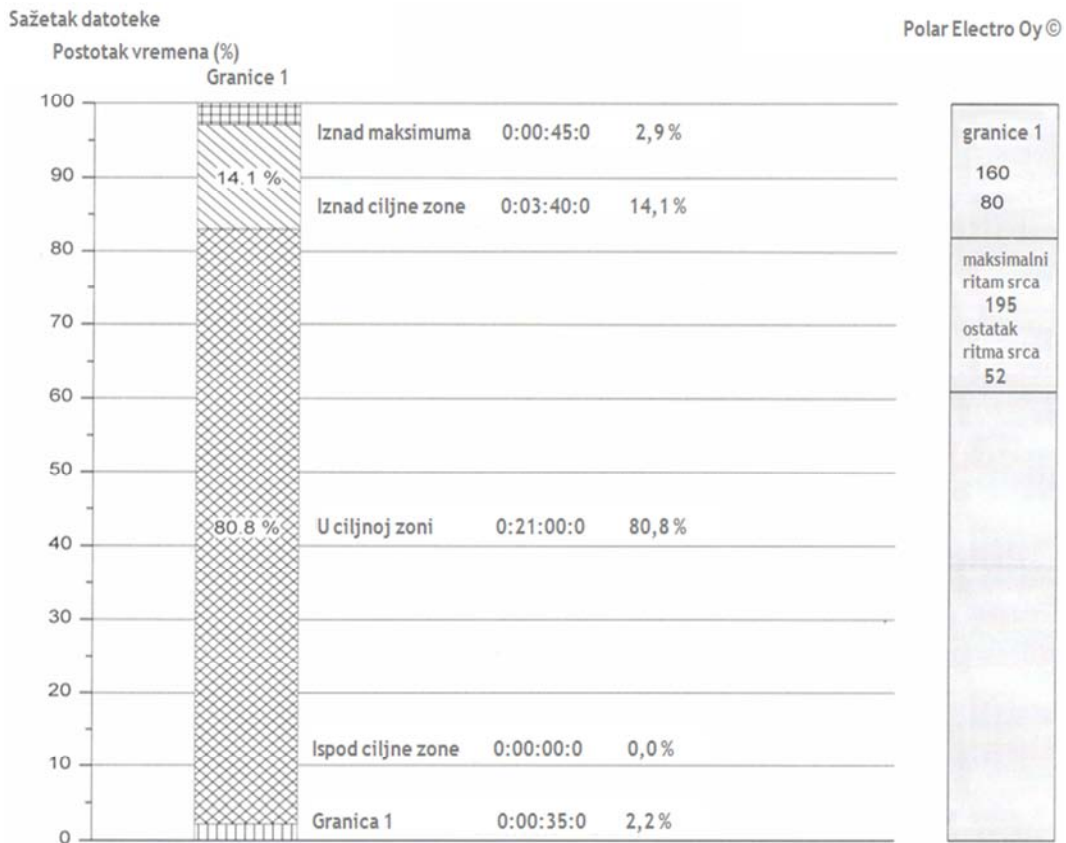 Sažetak datoteke
Polar Electro Oy ©
Postotak vremena (%)
Granice 1
100
90
80
70
60
50
40
30
20
10
0
14.1 %
80.8 %
Iznad maksimuma 0:00:45:0 2,9%
Iznad ciljne zone 0:03:40:0 14,1%
U ciljnoj zoni 0:21:00:0 80,8%
Ispod ciljne zone 0:00:00:0 0,0%
Granica 1 0:00:35:0 2,2%
granice 1
160
80
maksimalni
ritam srca
195
ostatak
ritma srca
52